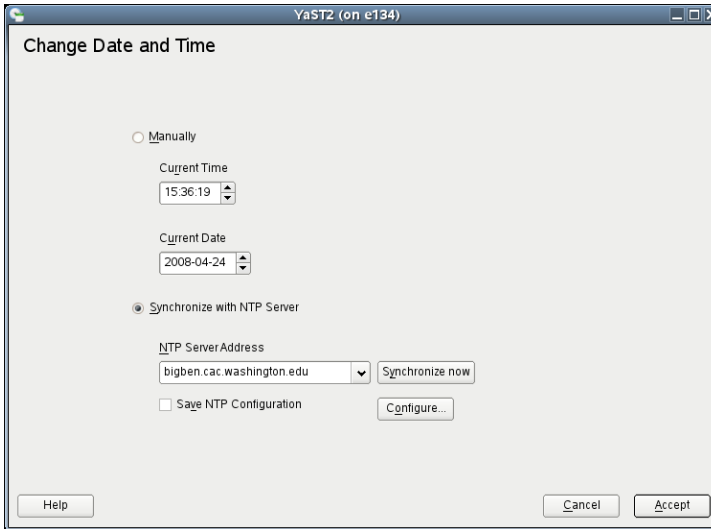 YaST2 (on e134)
Change Date and Time
Manually
Current Time
15:36:19
Current Date
2008-04-24
Synchronize with NTP Server
NTP Server Address
bigben.cac.washington.edu
Synchronize now
Save NTP Configuration
Configure...
Help
Cancel
Accept